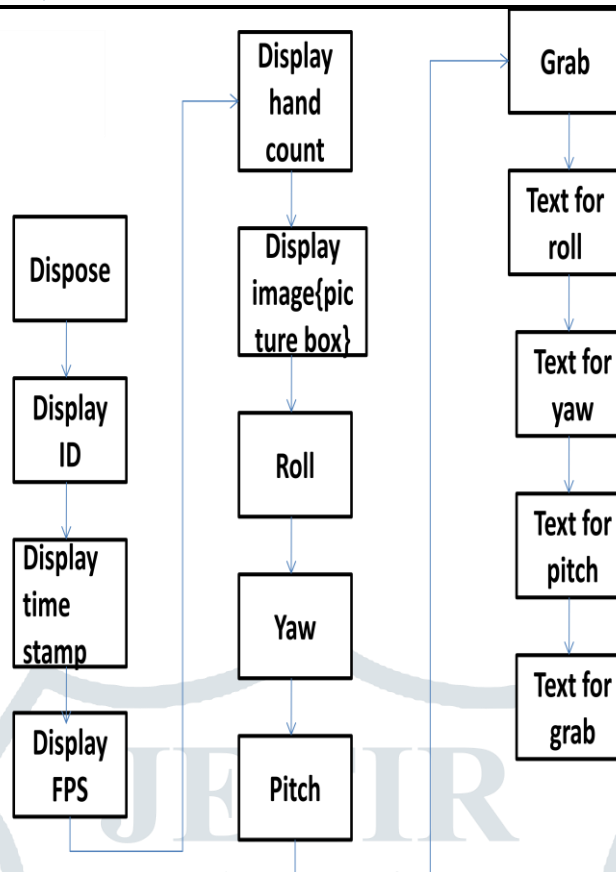 Dispose
Display
ID
Display
time
stamp
Display
FPS
Display
hand
count
Display
image{pic
ture box}
Roll
Yaw
Pitch
Grab
Text for
roll
Text for
yaw
Text for
pitch
Text for
grab
JETIR